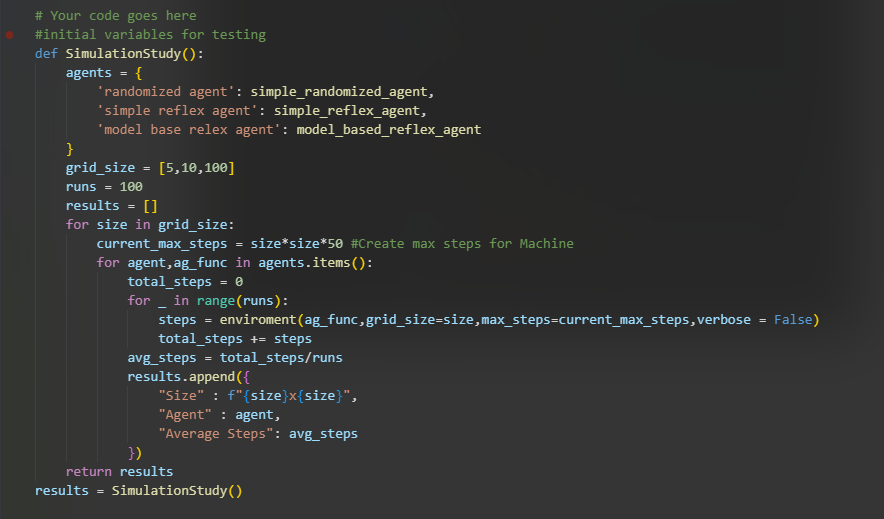 # Your code goes here
#initial variables for testing
def SimulationStudy():
    agents = {
        'randomized agent': simple_randomized_agent,
        'simple reflex agent': simple_reflex_agent,
        'model base relex agent': model_based_reflex_agent
    }
    grid_size = [5,10,100]
    runs = 100
    results = []
    for size in grid_size:
        current_max_steps = size*size*50 #Create max steps for Machine
        for agent,ag_func in agents.items():
            total_steps = 0
            for _ in range(runs):
                steps = enviroment(ag_func,grid_size=size,max_steps=current_max_steps,verbose = False)
                total_steps += steps
            avg_steps = total_steps/runs
            results.append({
                "Size" : f"{size}x{size}",
                "Agent" : agent,
                "Average Steps": avg_steps
            })
    return results
results = SimulationStudy()